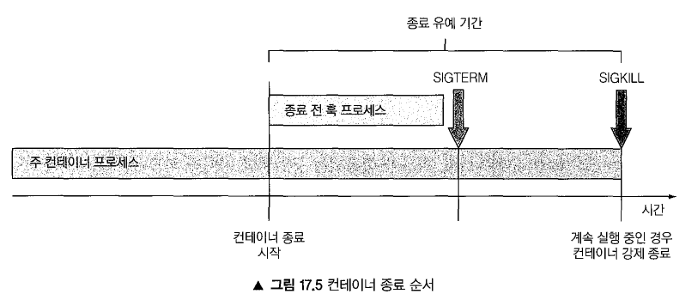 종료 유예 기간
SIGTERM
SIGKILL
종료 전 훅 프로세스
주 컨테이너 프로세스
시간
컨테이너 종료
시작
계속 실행 중인 경우
컨테이너 강제 종료
▲ 그림 17.5 컨테이너 종료 순서